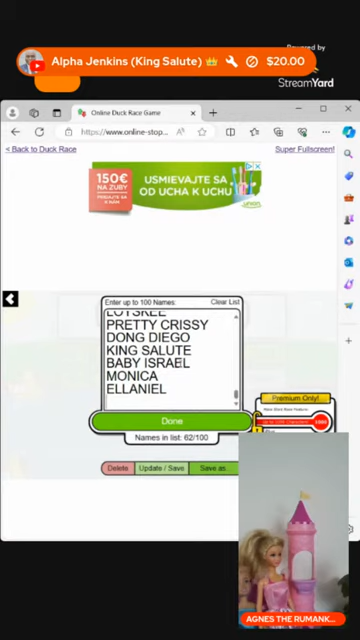 Powered by
StreamYard
Alpha Jenkins (King Salute) $20.00
Online Duck Race Game
https://www.online-stop...
< Back to Duck Race
Super Fullscreen!
150€
NA ZUBY
USMIEVAJTE SA
OD UCHA K UCHU
Enter up to 100 Names:
Clear List
PRETTY CRISSY
DONG DIEGO
KING SALUTE
BABY ISRAEL
MONICA
ELLANIEL
Done
Names in list: 62/100
Premium Only!
Delete
Update / Save
Save as
AGNES THE RUMANK...